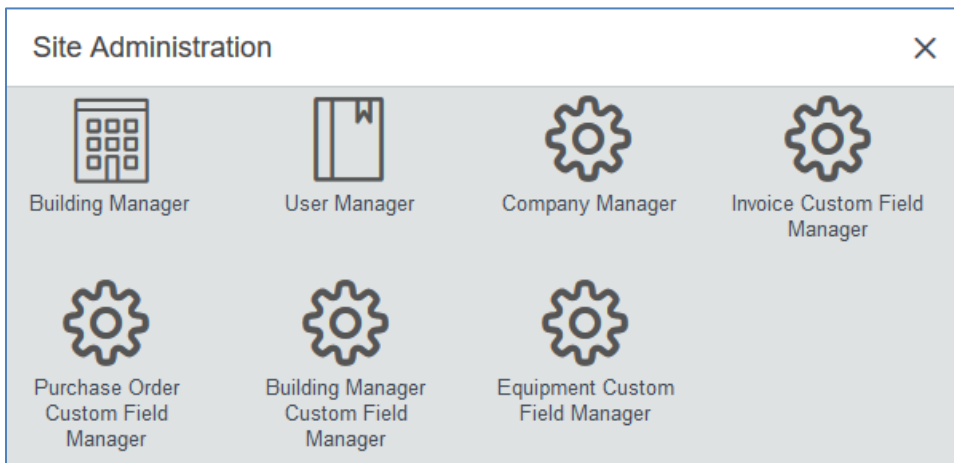 Site Administration
Building Manager
User Manager
Company Manager
Invoice Custom Field
Manager
Purchase Order
Custom Field
Manager
Building Manager
Custom Field
Manager
Equipment Custom
Field Manager